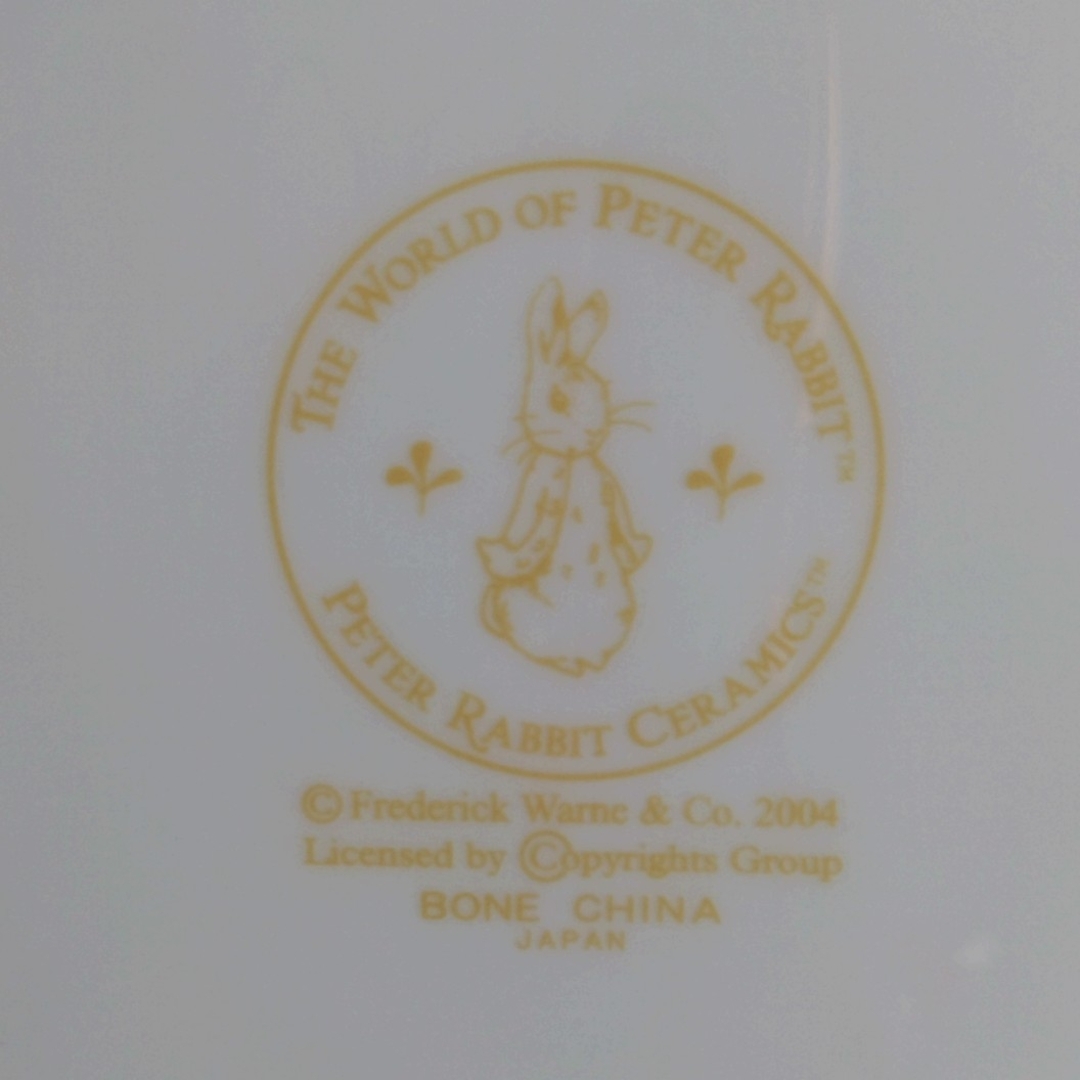 THE WORLD OF PETER RABBIT™
PETER RABBIT CERAMICS™
©Frederick Warne & Co. 2004
Licensed by ©opyrights Group
BONE CHINA
JAPAN